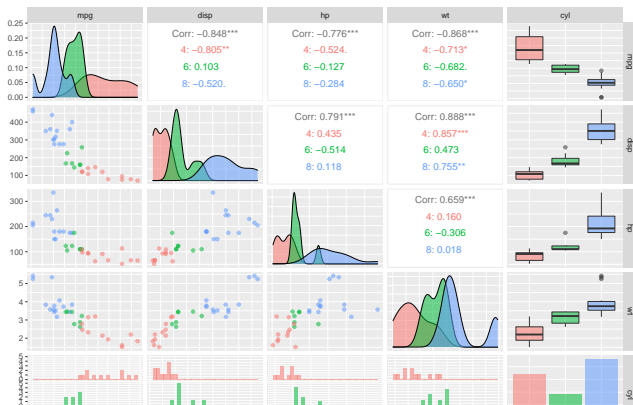 mpg disp hp wt cyl
0.25
0.20
0.15
0.10
0.05
0.00
Corr: -0.848***
4: -0.805**
6: 0.103
8: -0.520.
Corr: -0.776***
4: -0.524.
6: -0.127
8: -0.284
Corr: -0.868***
4: -0.713*
6: -0.682.
8: -0.650*
mpg
400
300
200
100
Corr: 0.791***
4: 0.435
6: -0.514
8: 0.118
Corr: 0.888***
4: 0.857***
6: 0.473
8: 0.755**
disp
300
200
100
Corr: 0.659***
4: 0.160
6: -0.306
8: 0.018
hp
5
4
3
2
wt
cyl